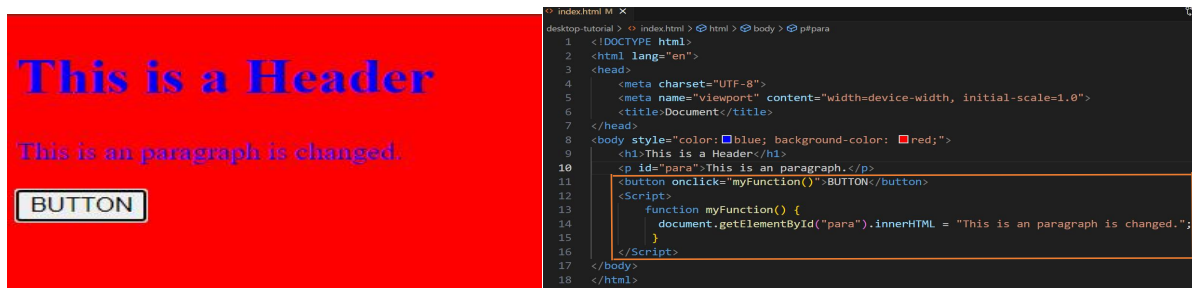 This is a Header
This is an paragraph is changed.
BUTTON
index.html M X
desktop-tutorial > index.html > html > body > p#para
1 <!DOCTYPE html>
2 <html lang="en">
3 <head>
4 <meta charset="UTF-8">
5 <meta name="viewport" content="width=device-width, initial-scale=1.0">
6 <title>Document</title>
7 </head>
8 <body style="color: blue; background-color: red;">
9 <h1>This is a Header</h1>
10 <p id="para">This is an paragraph.</p>
11 <button onclick="myFunction()">BUTTON</button>
12 <Script>
13 function myFunction() {
14 document.getElementById("para").innerHTML = "This is an paragraph is changed.";
15 }
16 </Script>
17 </body>
18 </html>